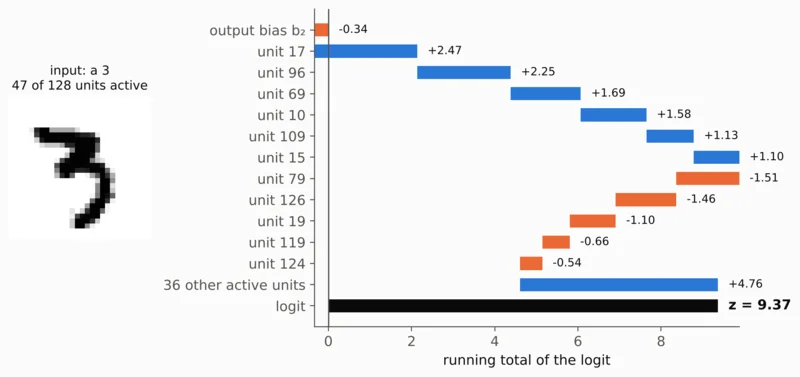 input: a 3
47 of 128 units active
output bias b₂ -0.34
unit 17 +2.47
unit 96 +2.25
unit 69 +1.69
unit 10 +1.58
unit 109 +1.13
unit 15 +1.10
unit 79 -1.51
unit 126 -1.46
unit 19 -1.10
unit 119 -0.66
unit 124 -0.54
36 other active units +4.76
logit z = 9.37
0 2 4 6 8
running total of the logit